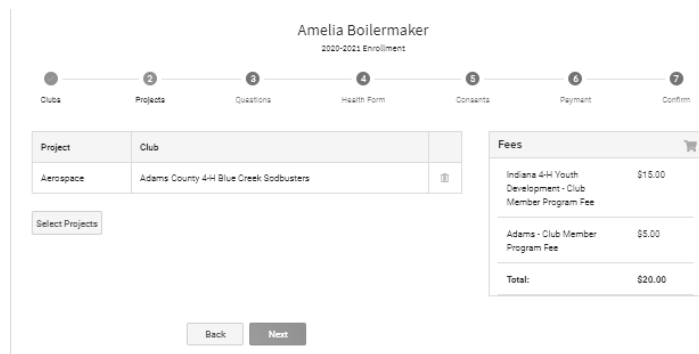 Amelia Boilermaker
2020-2021 Enrollment
2 3 4 5 6 7
Clubs Projects Questions Health Form Consents Payment Confirm
Project Club
Aerospace Adams County 4-H Blue Creek Sodbusters
Select Projects
Fees
Indiana 4-H Youth $15.00
Development - Club
Member Program Fee
Adams - Club Member $5.00
Program Fee
Total: $20.00
Back Next